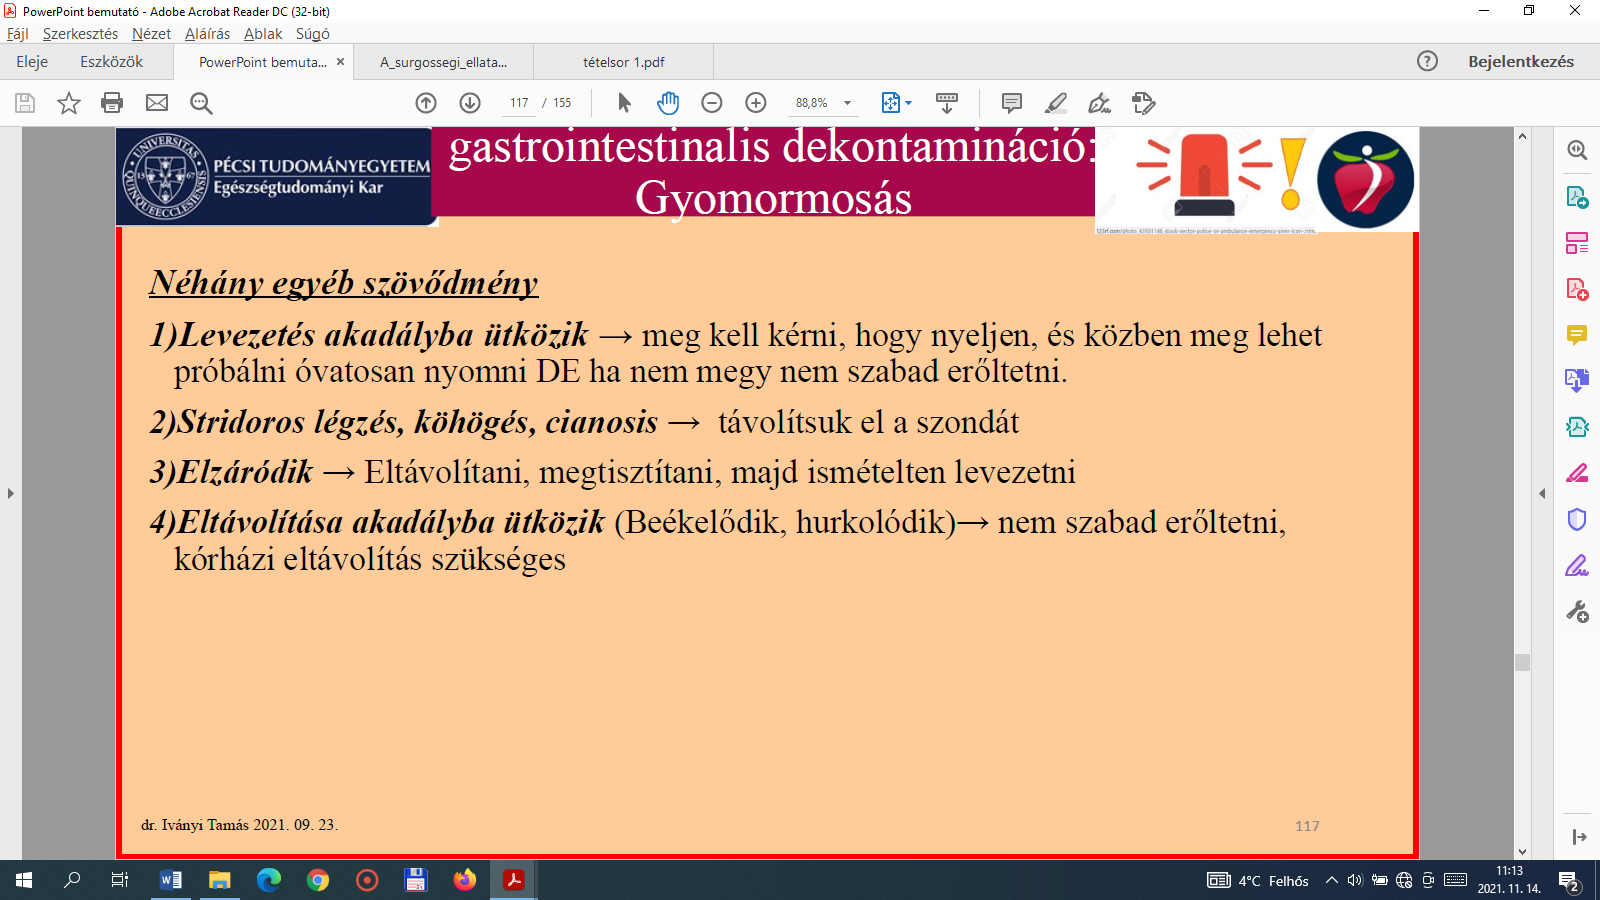 PowerPoint bemutató - Adobe Acrobat Reader DC (32-bit)
Fájl Szerkesztés Nézet Aláírás Ablak Súgó
Eleje Eszközök PowerPoint bemuta... × A_surgossegi_ellata... tételsor 1.pdf Bejelentkezés
117 / 155 88,8%
UNIVERSITAS QUINQUEECCLESIENSIS
13 67
PÉCSI TUDOMÁNYEGYETEM
Egészségtudományi Kar
gastrointestinalis dekontamináció:
Gyomormosás
Néhány egyéb szövődmény
1)Levezetés akadályba ütközik → meg kell kérni, hogy nyeljen, és közben meg lehet
próbálni óvatosan nyomni DE ha nem megy nem szabad erőltetni.
2)Stridoros légzés, köhögés, cianosis → távolítsuk el a szondát
3)Elzáródik → Eltávolítani, megtisztítani, majd ismételten levezetni
4)Eltávolítása akadályba ütközik (Beékelődik, hurkolódik)→ nem szabad erőltetni,
kórházi eltávolítás szükséges
dr. Iványi Tamás 2021. 09. 23.
117
4°C Felhős
11:13
2021. 11. 14.
2